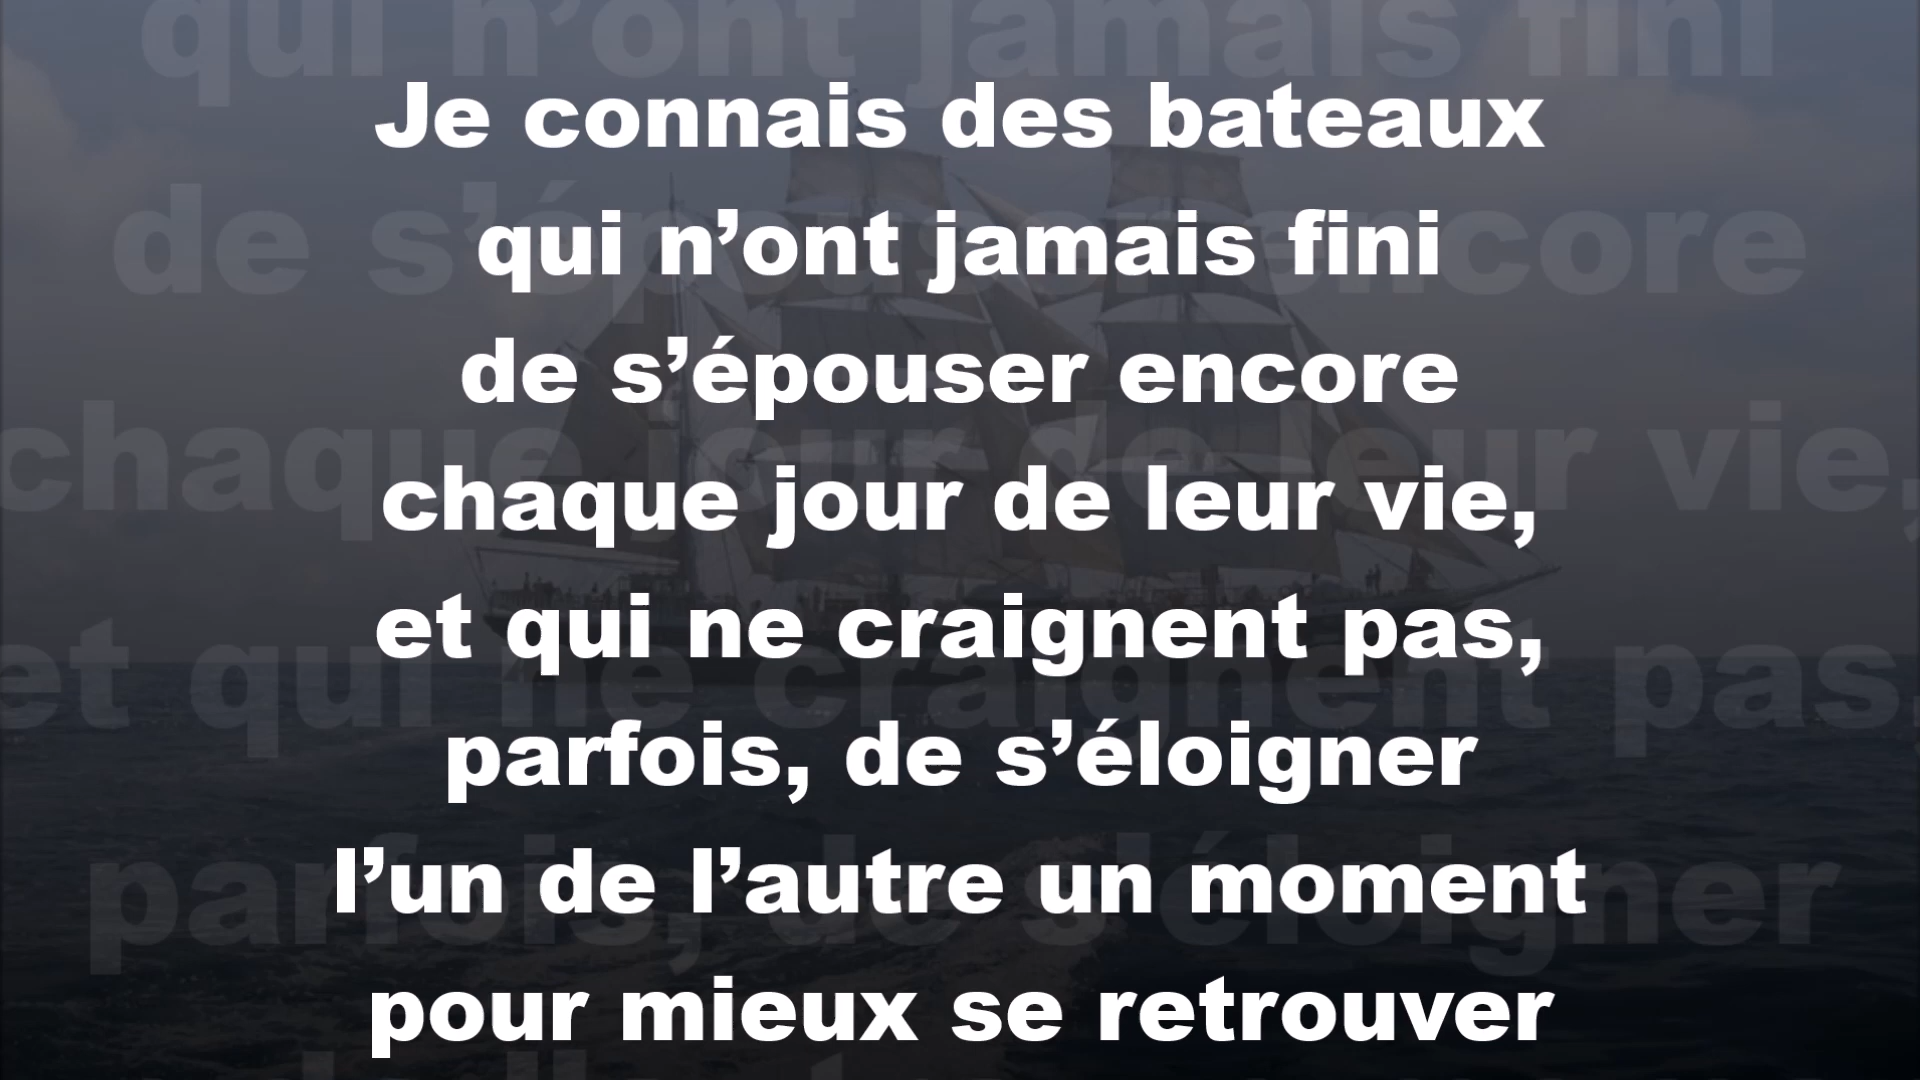 Je connais des bateaux
qui n’ont jamais fini
de s’épouser encore
chaque jour de leur vie,
et qui ne craignent pas,
parfois, de s’éloigner
l’un de l’autre un moment
pour mieux se retrouver